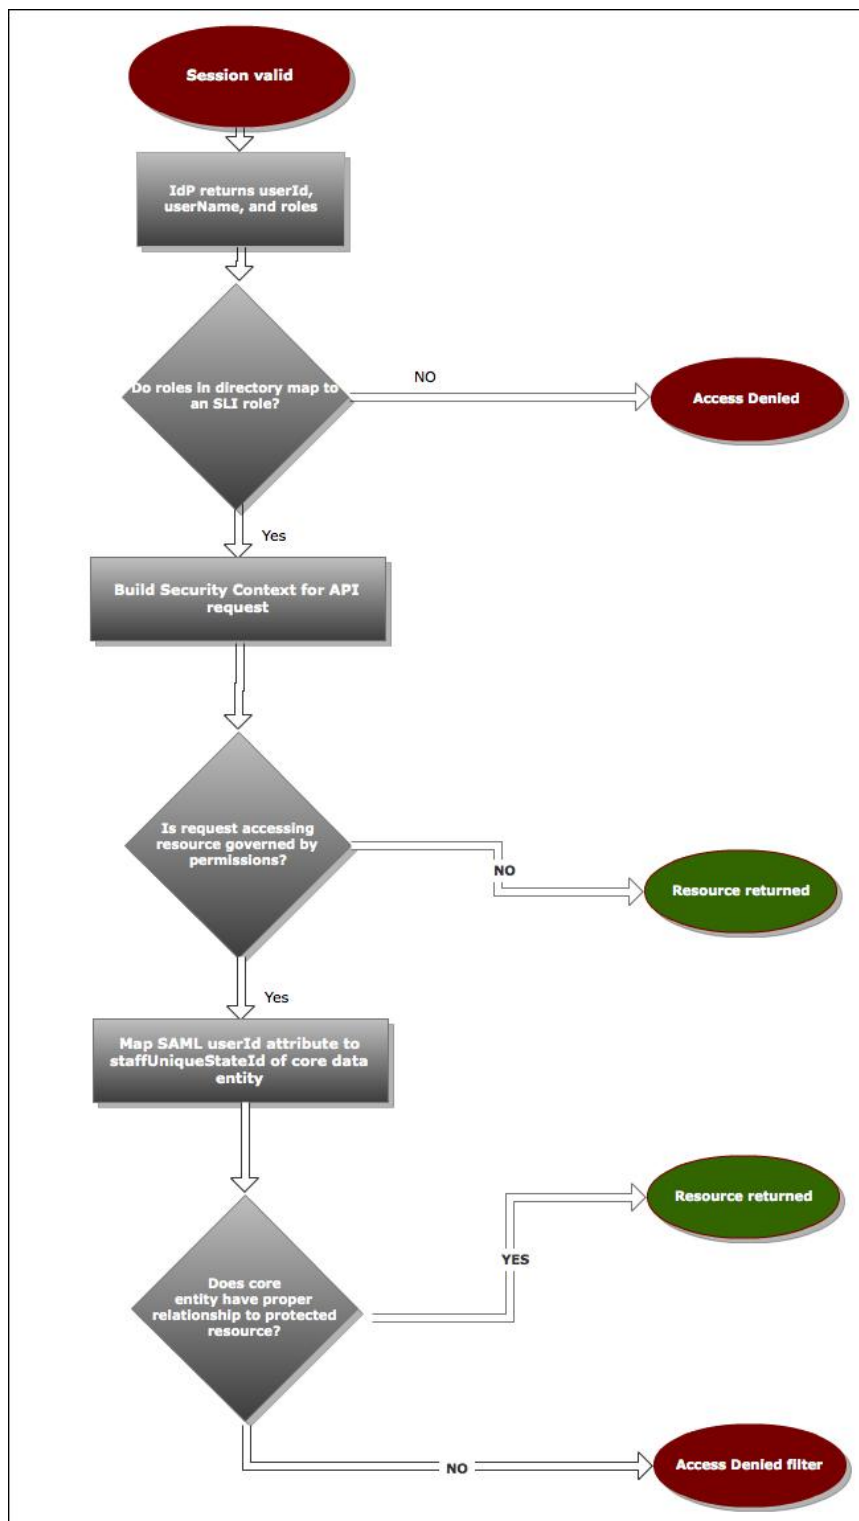 Session valid
IdP returns userId,
userName, and roles
Do roles in directory map to
an SLI role?
NO
Access Denied
Yes
Build Security Context for API
request
Is request accessing
resource governed by
permissions?
NO
Resource returned
Yes
Map SAML userId attribute to
staffUniqueStateId of core data
entity
Resource returned
YES
Does core
entity have proper
relationship to protected
resource?
NO
Access Denied filter